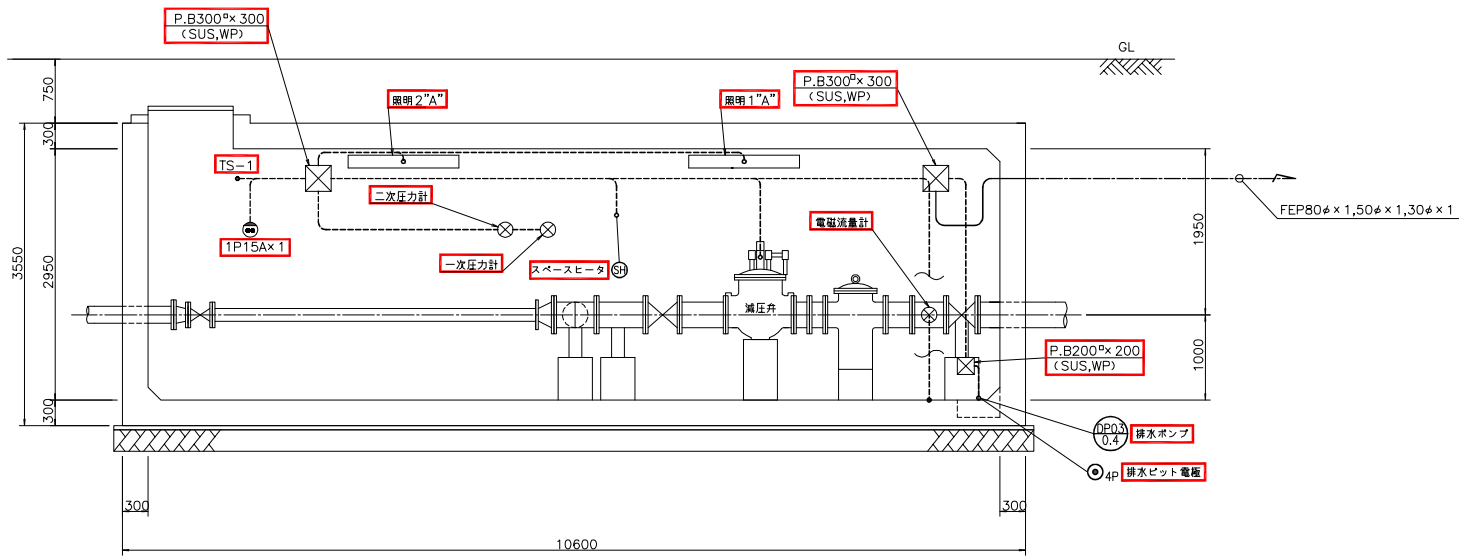 P.B300□×300
(SUS,WP)
GL
750
照明2"A"
照明1"A"
P.B300□×300
(SUS,WP)
300
TS-1
二次圧力計
電磁流量計
FEP80φ×1,50φ×1,30φ×1
1950
1P15A×1
一次圧力計
スペースヒータ
SH
3550
2950
減圧弁
P.B200□×200
(SUS,WP)
1000
300
DP03
0.4
排水ポンプ
4P
排水ピット電極
300
300
10600